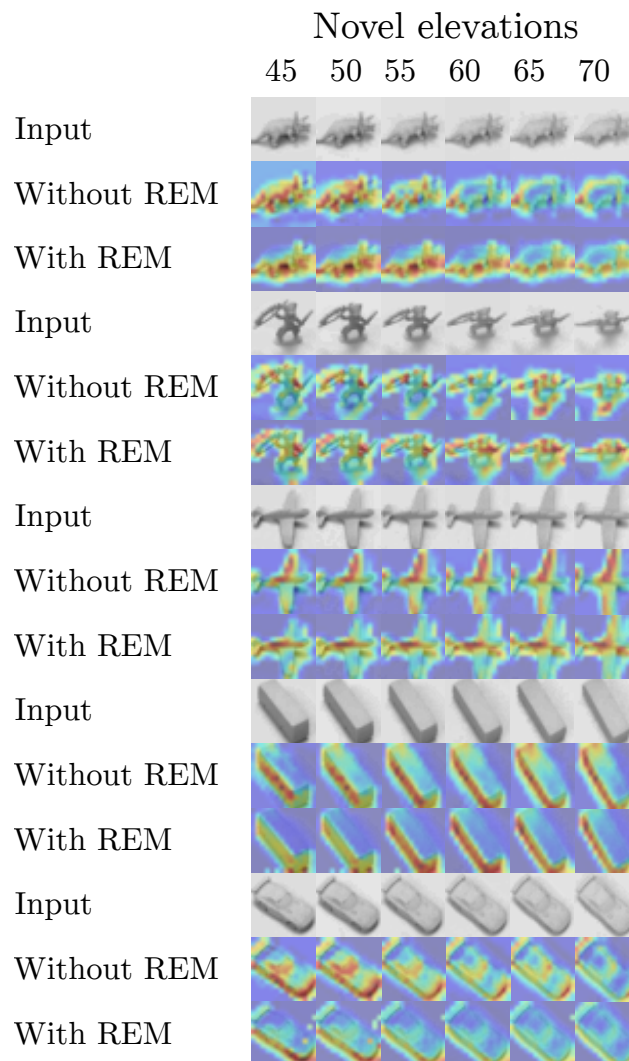 Novel elevations
45 50 55 60 65 70
Input
Without REM
With REM
Input
Without REM
With REM
Input
Without REM
With REM
Input
Without REM
With REM
Input
Without REM
With REM